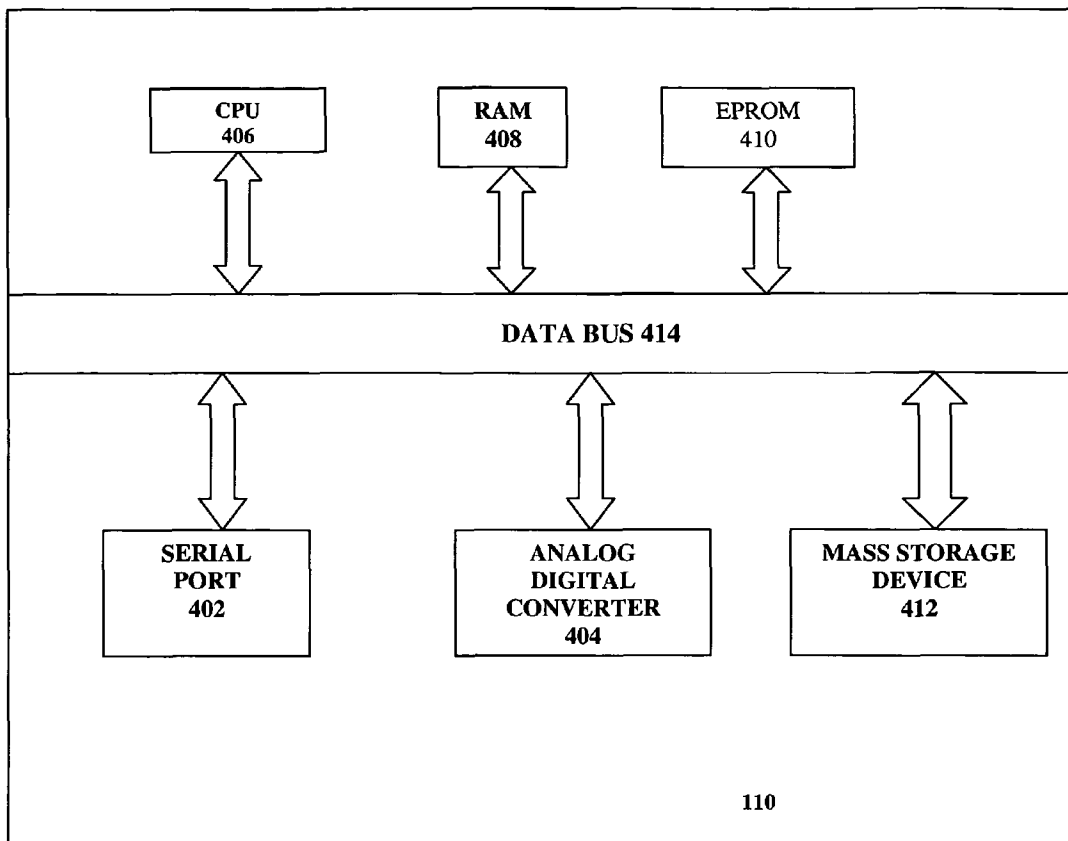 CPU
406
RAM
408
EPROM
410
DATA BUS 414
SERIAL
PORT
402
ANALOG
DIGITAL
CONVERTER
404
MASS STORAGE
DEVICE
412
110